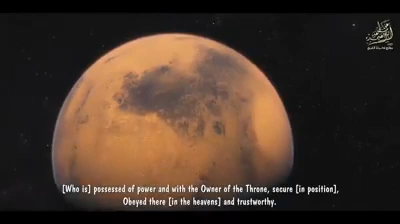 [Who is] possessed of power and with the Owner of the Throne, secure [in position],
Obeyed there [in the heavens] and trustworthy.